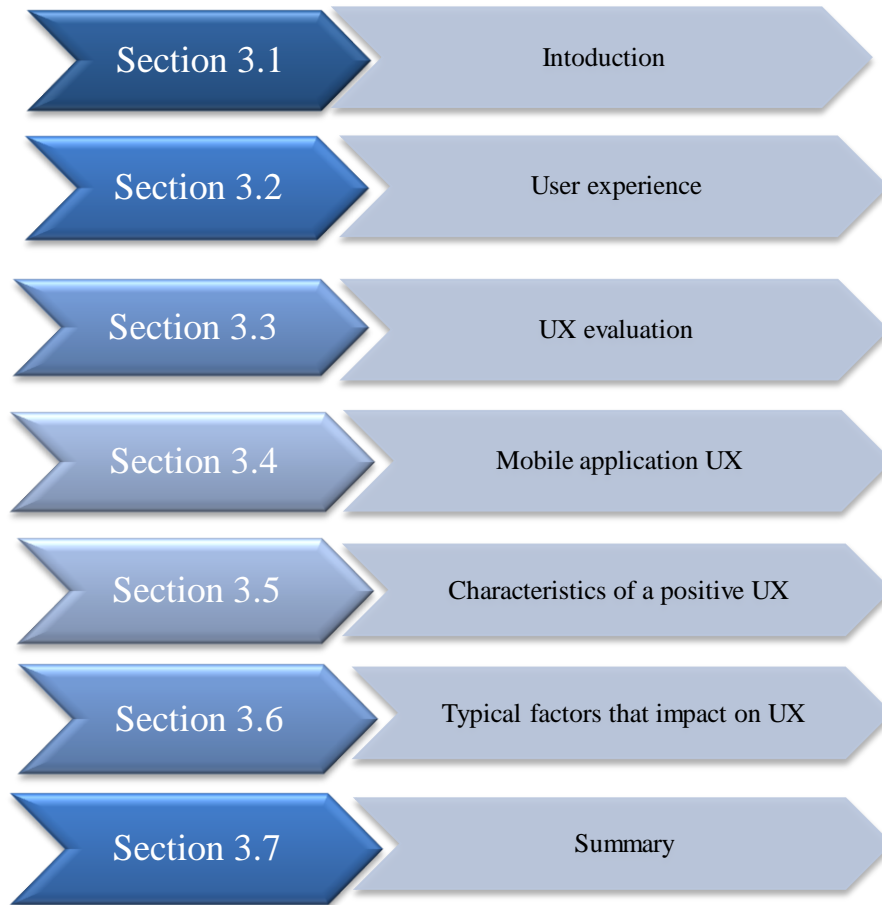 Section 3.1
Intoduction
Section 3.2
User experience
Section 3.3
UX evaluation
Section 3.4
Mobile application UX
Section 3.5
Characteristics of a positive UX
Section 3.6
Typical factors that impact on UX
Section 3.7
Summary